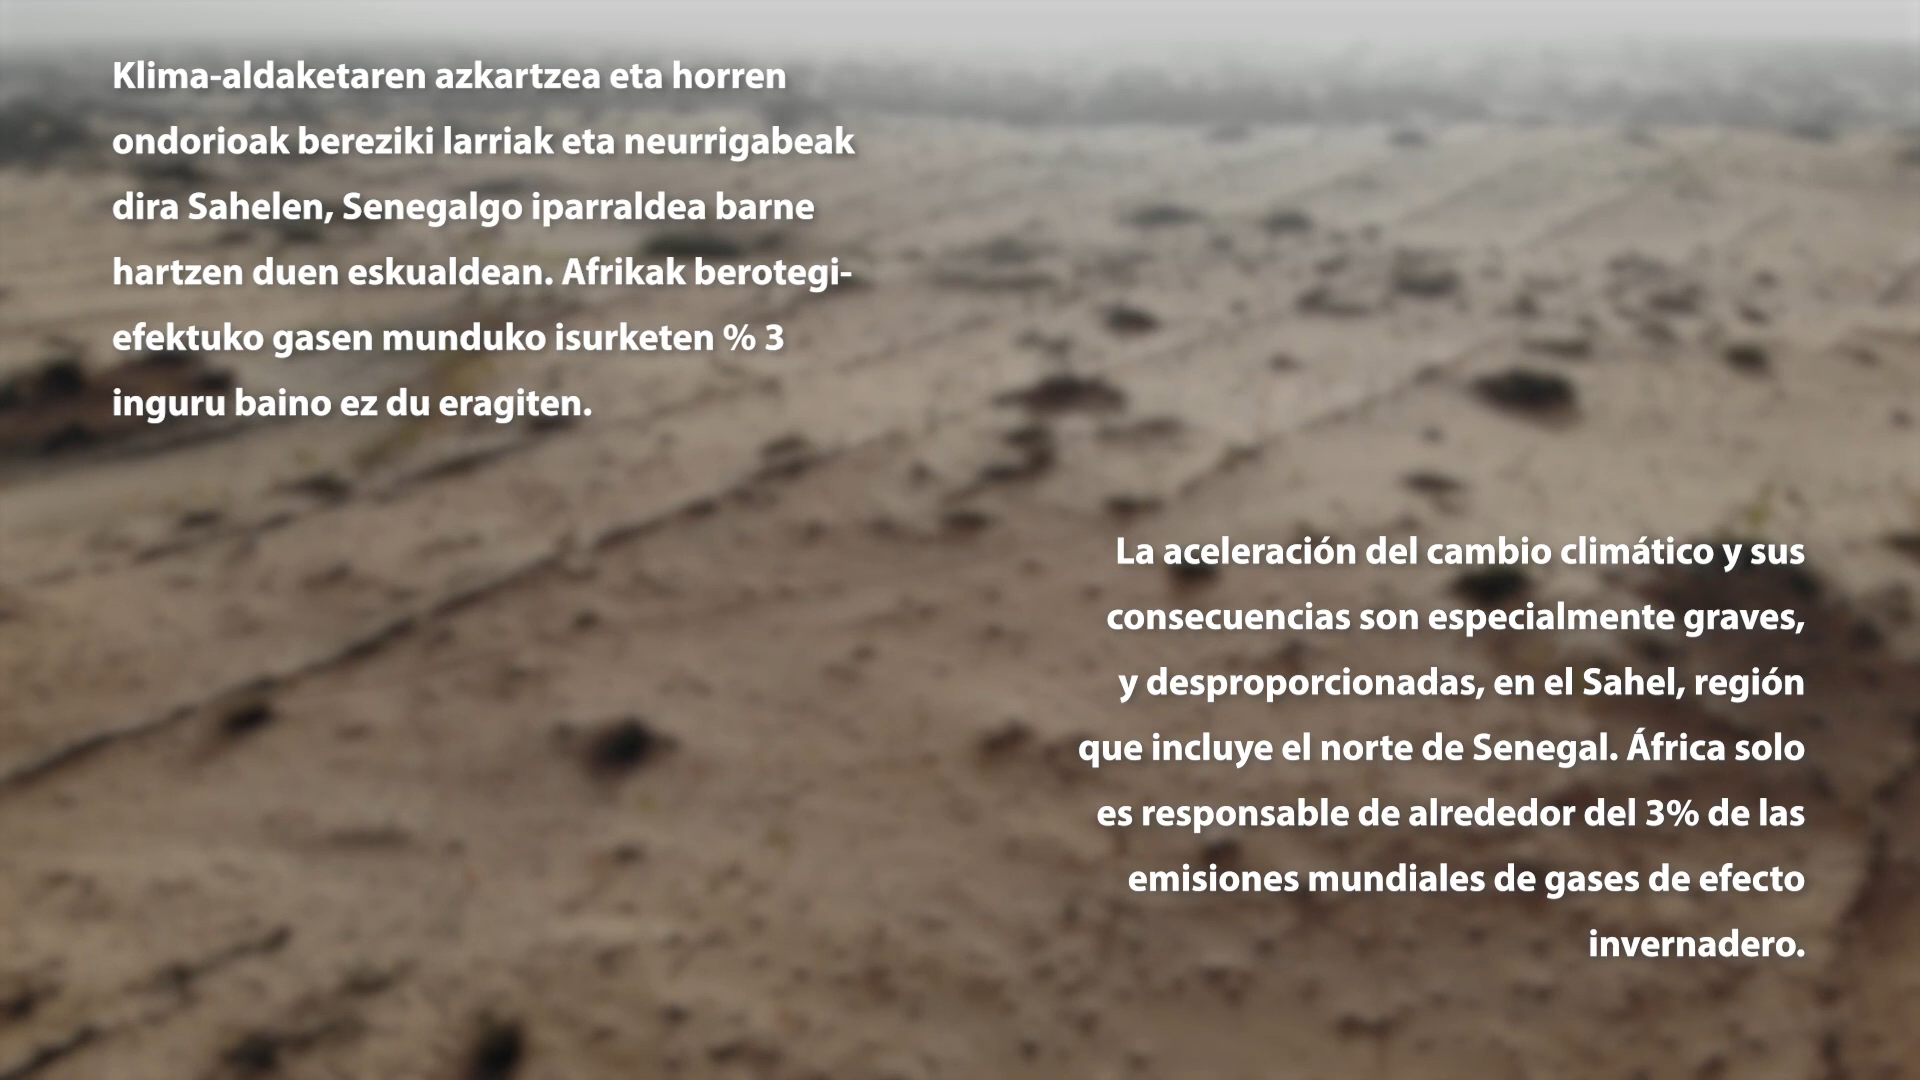 Klima-aldaketaren azkartzea eta horren
ondorioak bereziki larriak eta neurrigabeak
dira Sahelen, Senegalgo iparraldea barne
hartzen duen eskualdean. Afrikak berotegi-
efektuko gasen munduko isurketen % 3
inguru baino ez du eragiten.
La aceleración del cambio climático y sus
consecuencias son especialmente graves,
y desproporcionadas, en el Sahel, región
que incluye el norte de Senegal. África solo
es responsable de alrededor del 3% de las
emisiones mundiales de gases de efecto
invernadero.